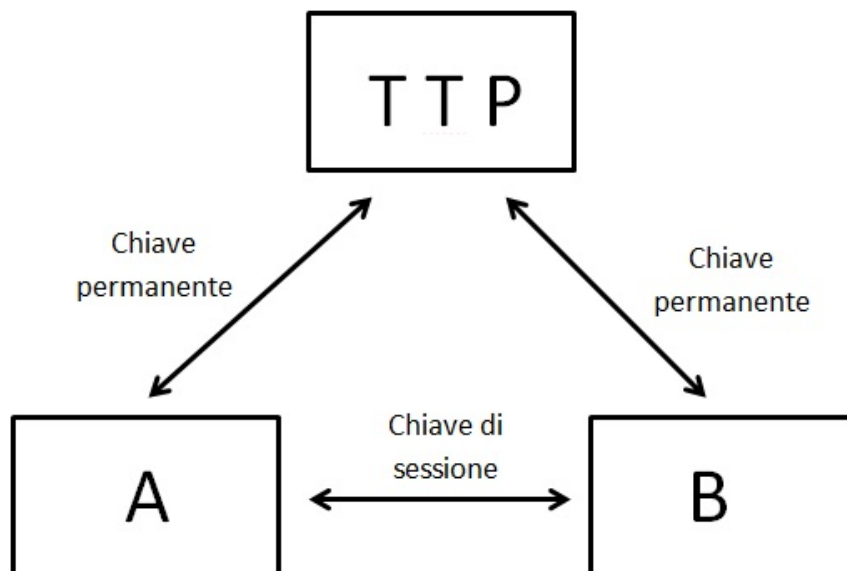 T T P
Chiave
permanente
Chiave
permanente
Chiave di
sessione
A
B